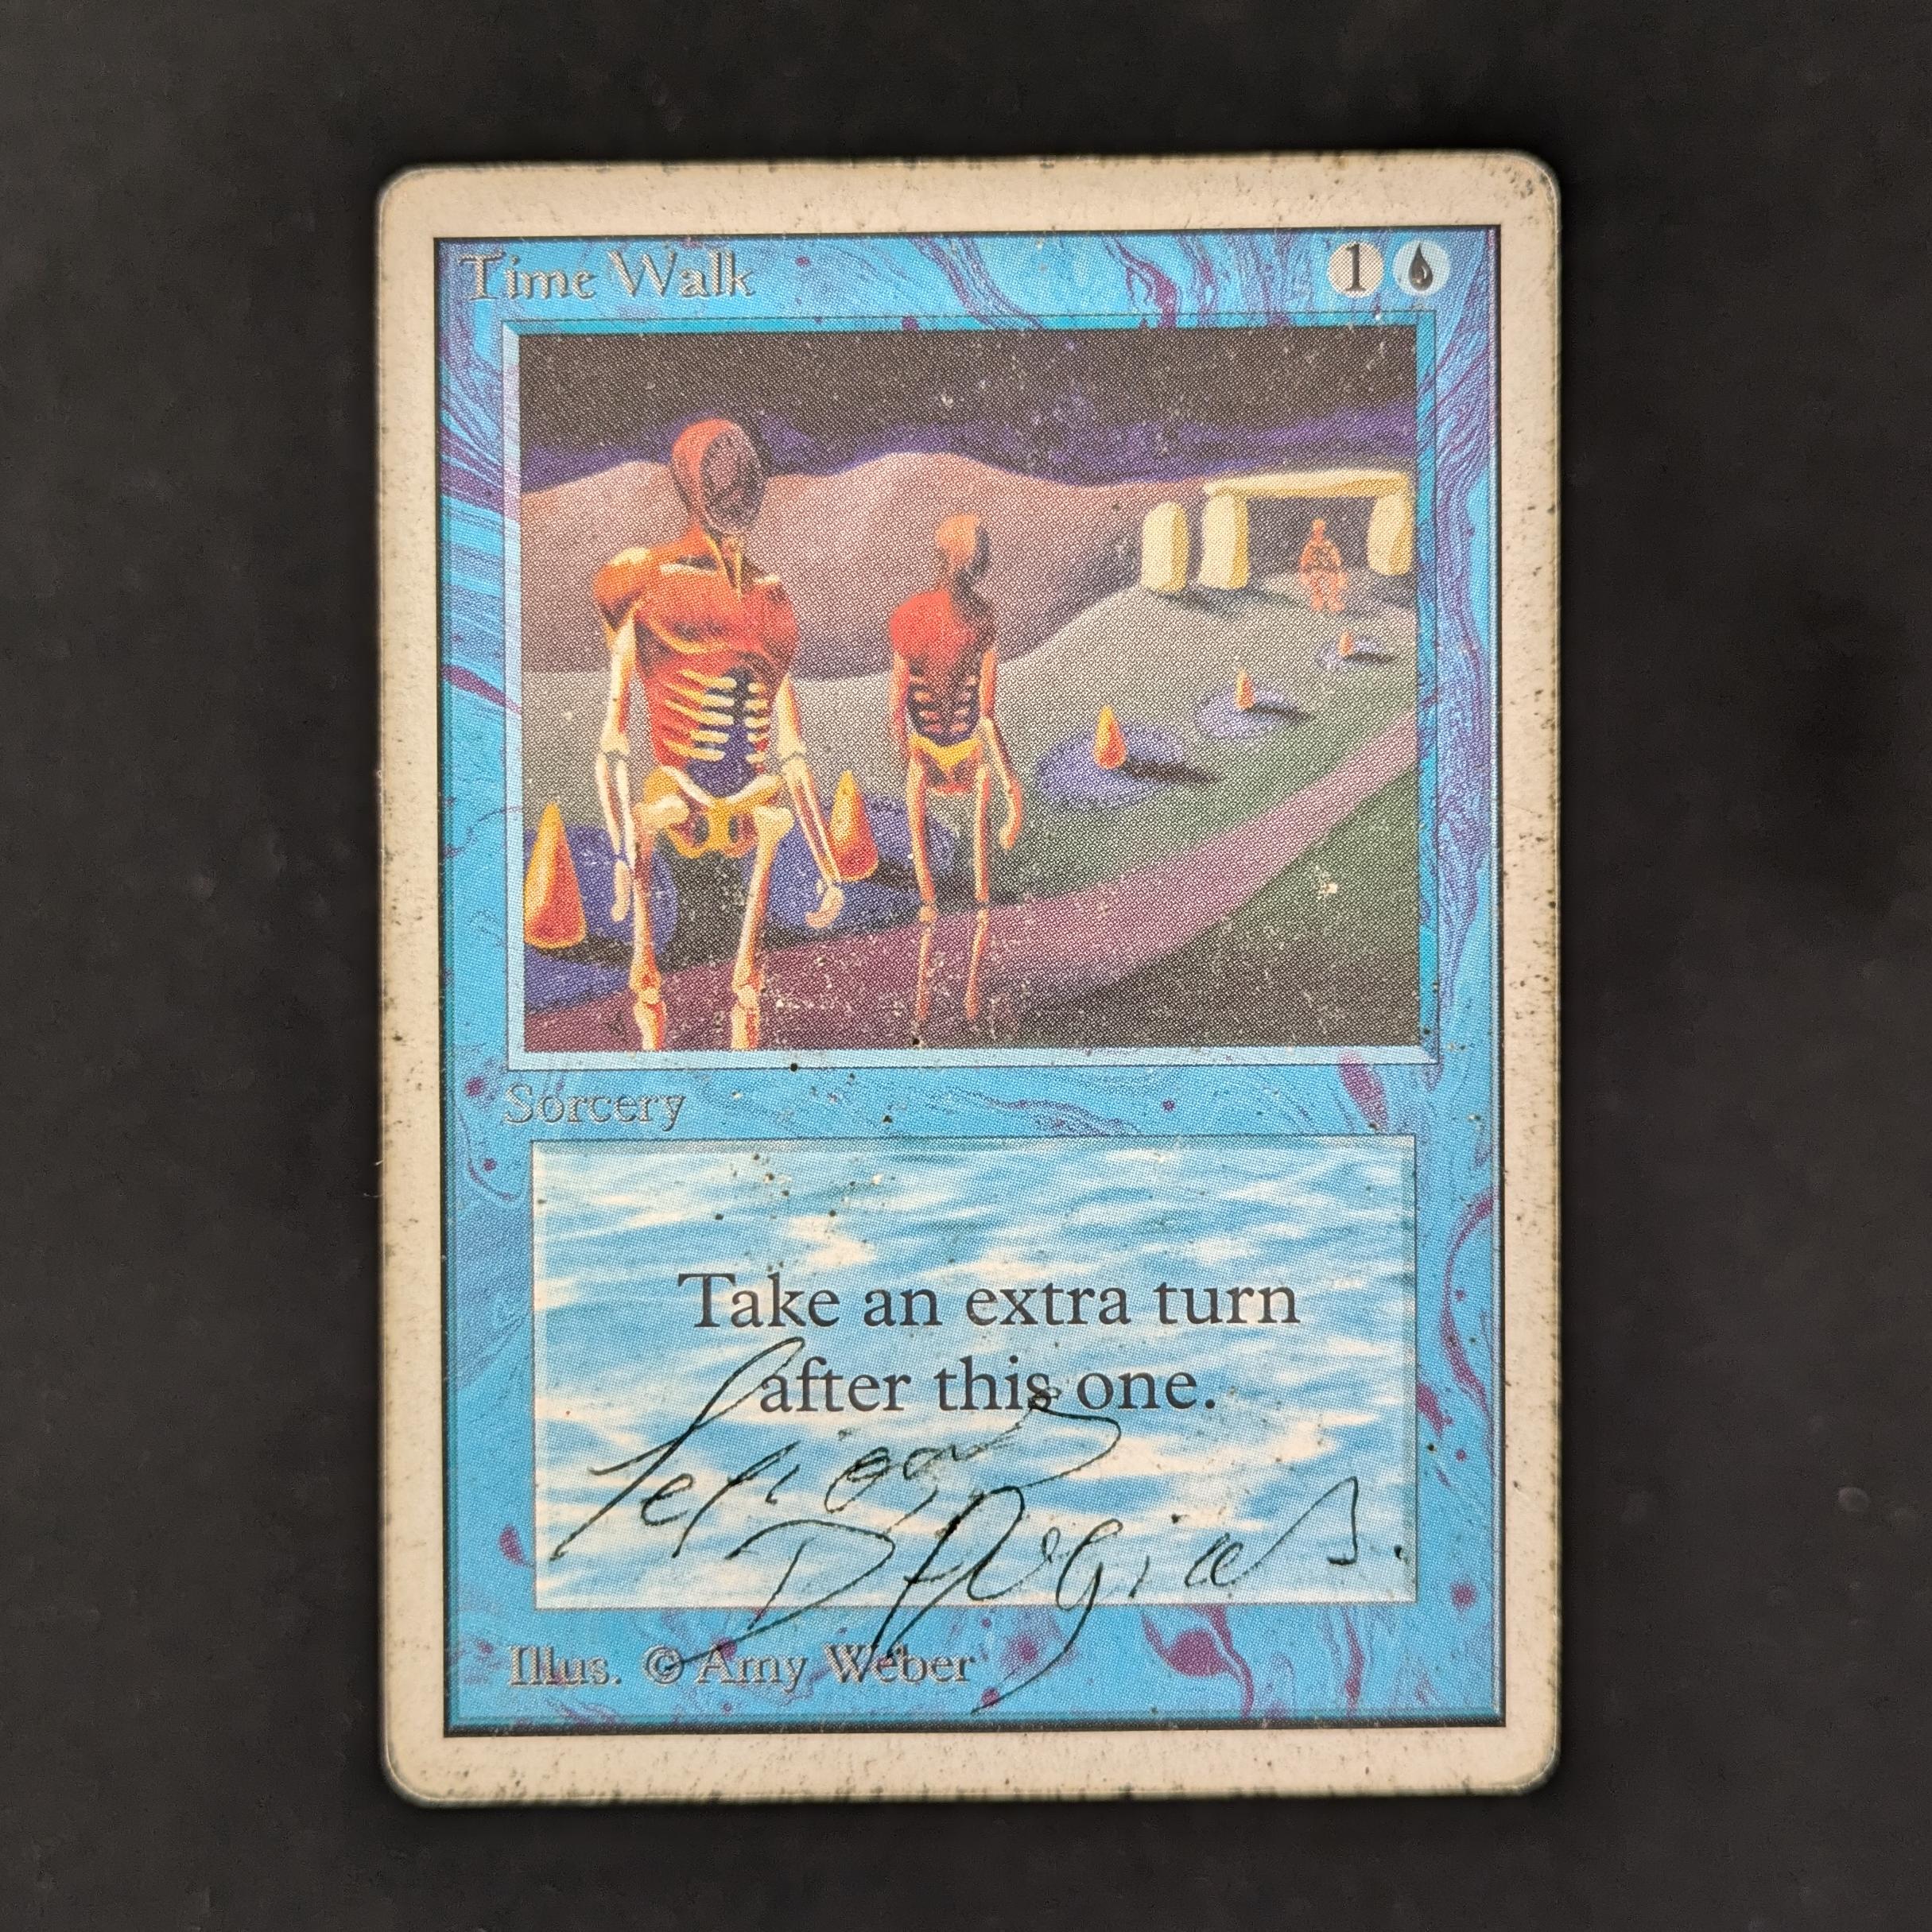 Time Walk 1
Sorcery
Take an extra turn
after this one.
Illus. © Amy Weber